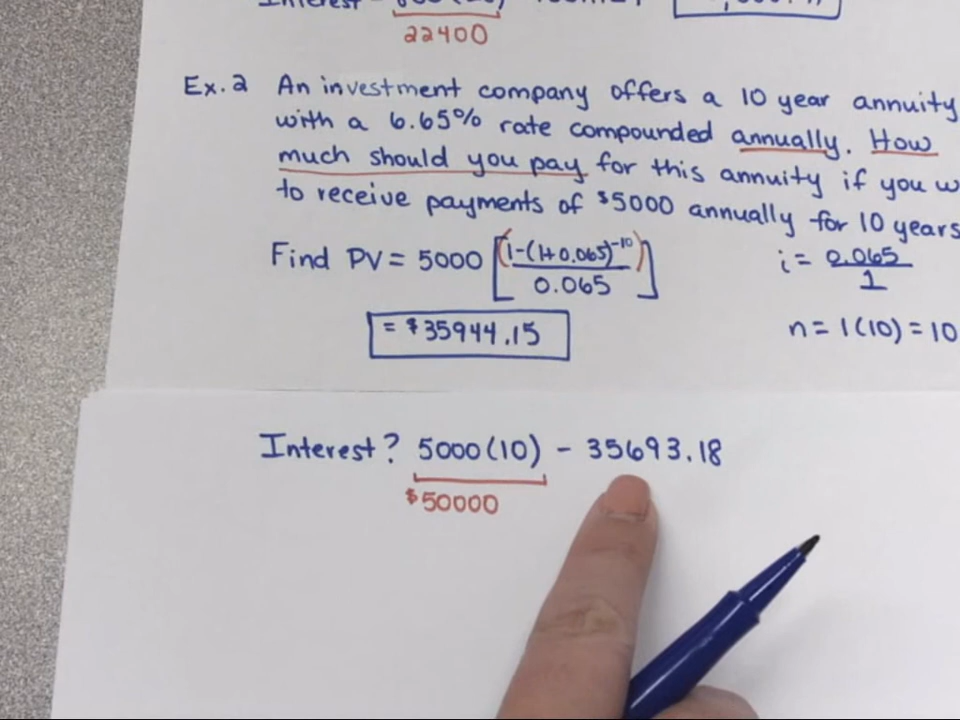 22400
Ex. 2 An investment company offers a 10 year annuity
with a 6.65% rate compounded annually. How
much should you pay for this annuity if you
to receive payments of $5000 annually for 10 years
Find PV = 5000 [(1-(1+0.065)^-10)/0.065] i = 0.065/1
= $35944.15 n = 1(10) = 10
Interest? 5000(10) - 35693.18
$50000